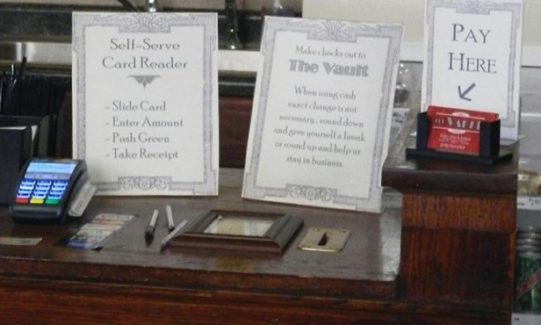 Self-Serve
Card Reader
- Slide Card
- Enter Amount
- Push Green
- Take Receipt
Make checks out to
The Vault
When using cash
exact change is not
necessary, round down
and give yourself a break
or round up and help us
stay in business.
PAY
HERE
VAULT